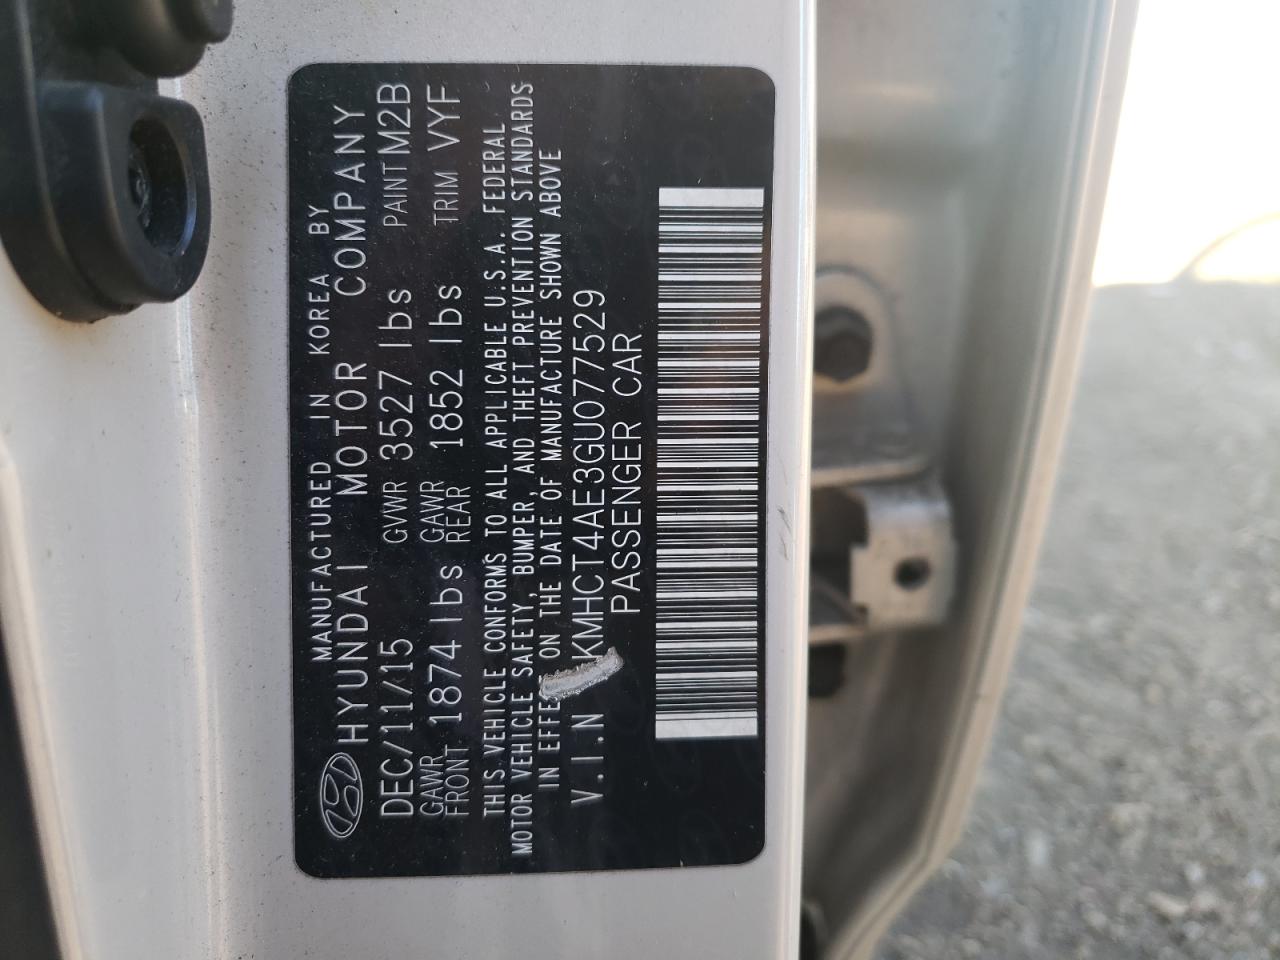 MANUFACTURED IN KOREA BY
HYUNDAI MOTOR COMPANY
DEC/11/15 GVWR 3527 lbs PAINT M2B
GAWR FRONT 1874 lbs GAWR REAR 1852 lbs TRIM VYF
THIS VEHICLE CONFORMS TO ALL APPLICABLE U.S.A. FEDERAL
MOTOR VEHICLE SAFETY, BUMPER, AND THEFT PREVENTION STANDARDS
IN EFFE ON THE DATE OF MANUFACTURE SHOWN ABOVE
V.I.N KMHCT4AE3GU077529
PASSENGER CAR